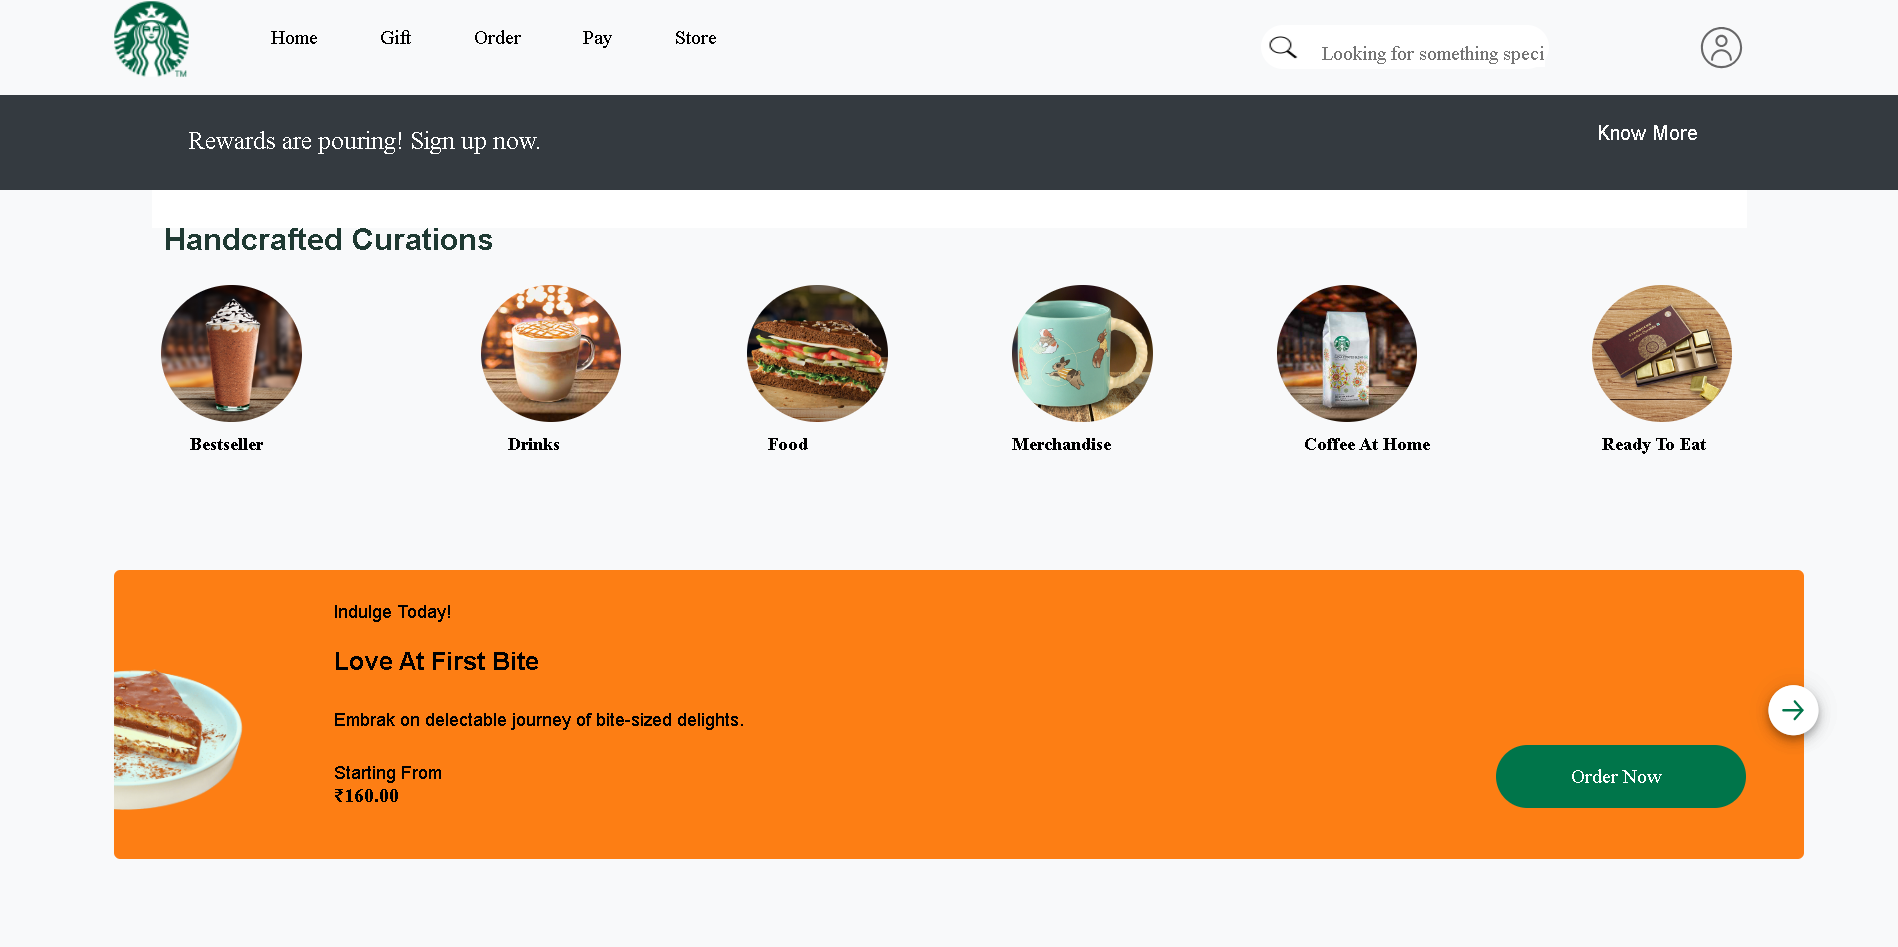 Home Gift Order Pay Store
Looking for something speci
TM
Rewards are pouring! Sign up now.
Know More
Handcrafted Curations
Bestseller Drinks Food Merchandise Coffee At Home Ready To Eat
Indulge Today!
Love At First Bite
Embrak on delectable journey of bite-sized delights.
Starting From
₹160.00
Order Now